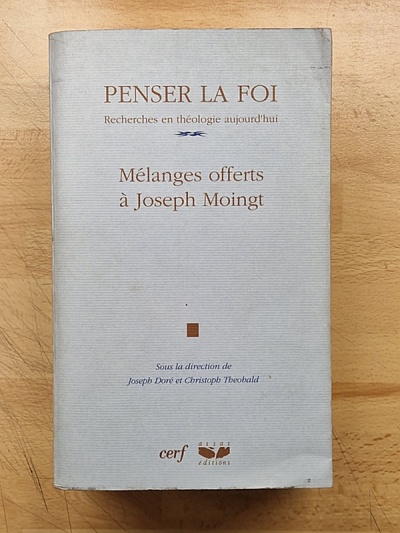 PENSER LA FOI
Recherches en théologie aujourd'hui
Mélanges offerts
à Joseph Moingt
Sous la direction de
Joseph Doré et Christoph Theobald
cerf
assas
éditions